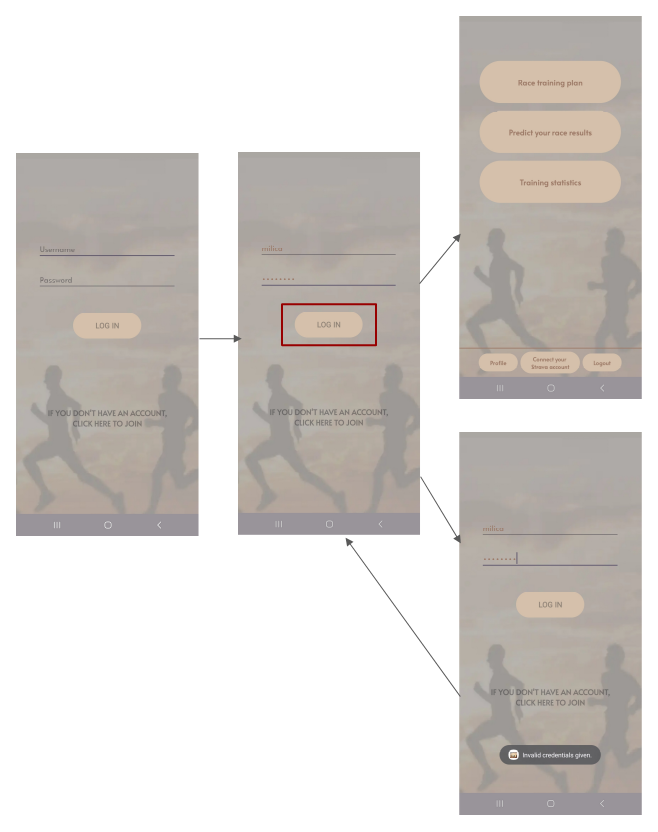 Username
Password
LOG IN
IF YOU DON'T HAVE AN ACCOUNT,
CLICK HERE TO JOIN
milica
LOG IN
IF YOU DON'T HAVE AN ACCOUNT,
CLICK HERE TO JOIN
Race training plan
Predict your race results
Training statistics
Profile
Connect your
Strava account
Logout
milica
LOG IN
IF YOU DON'T HAVE AN ACCOUNT,
CLICK HERE TO JOIN
Invalid credentials given.